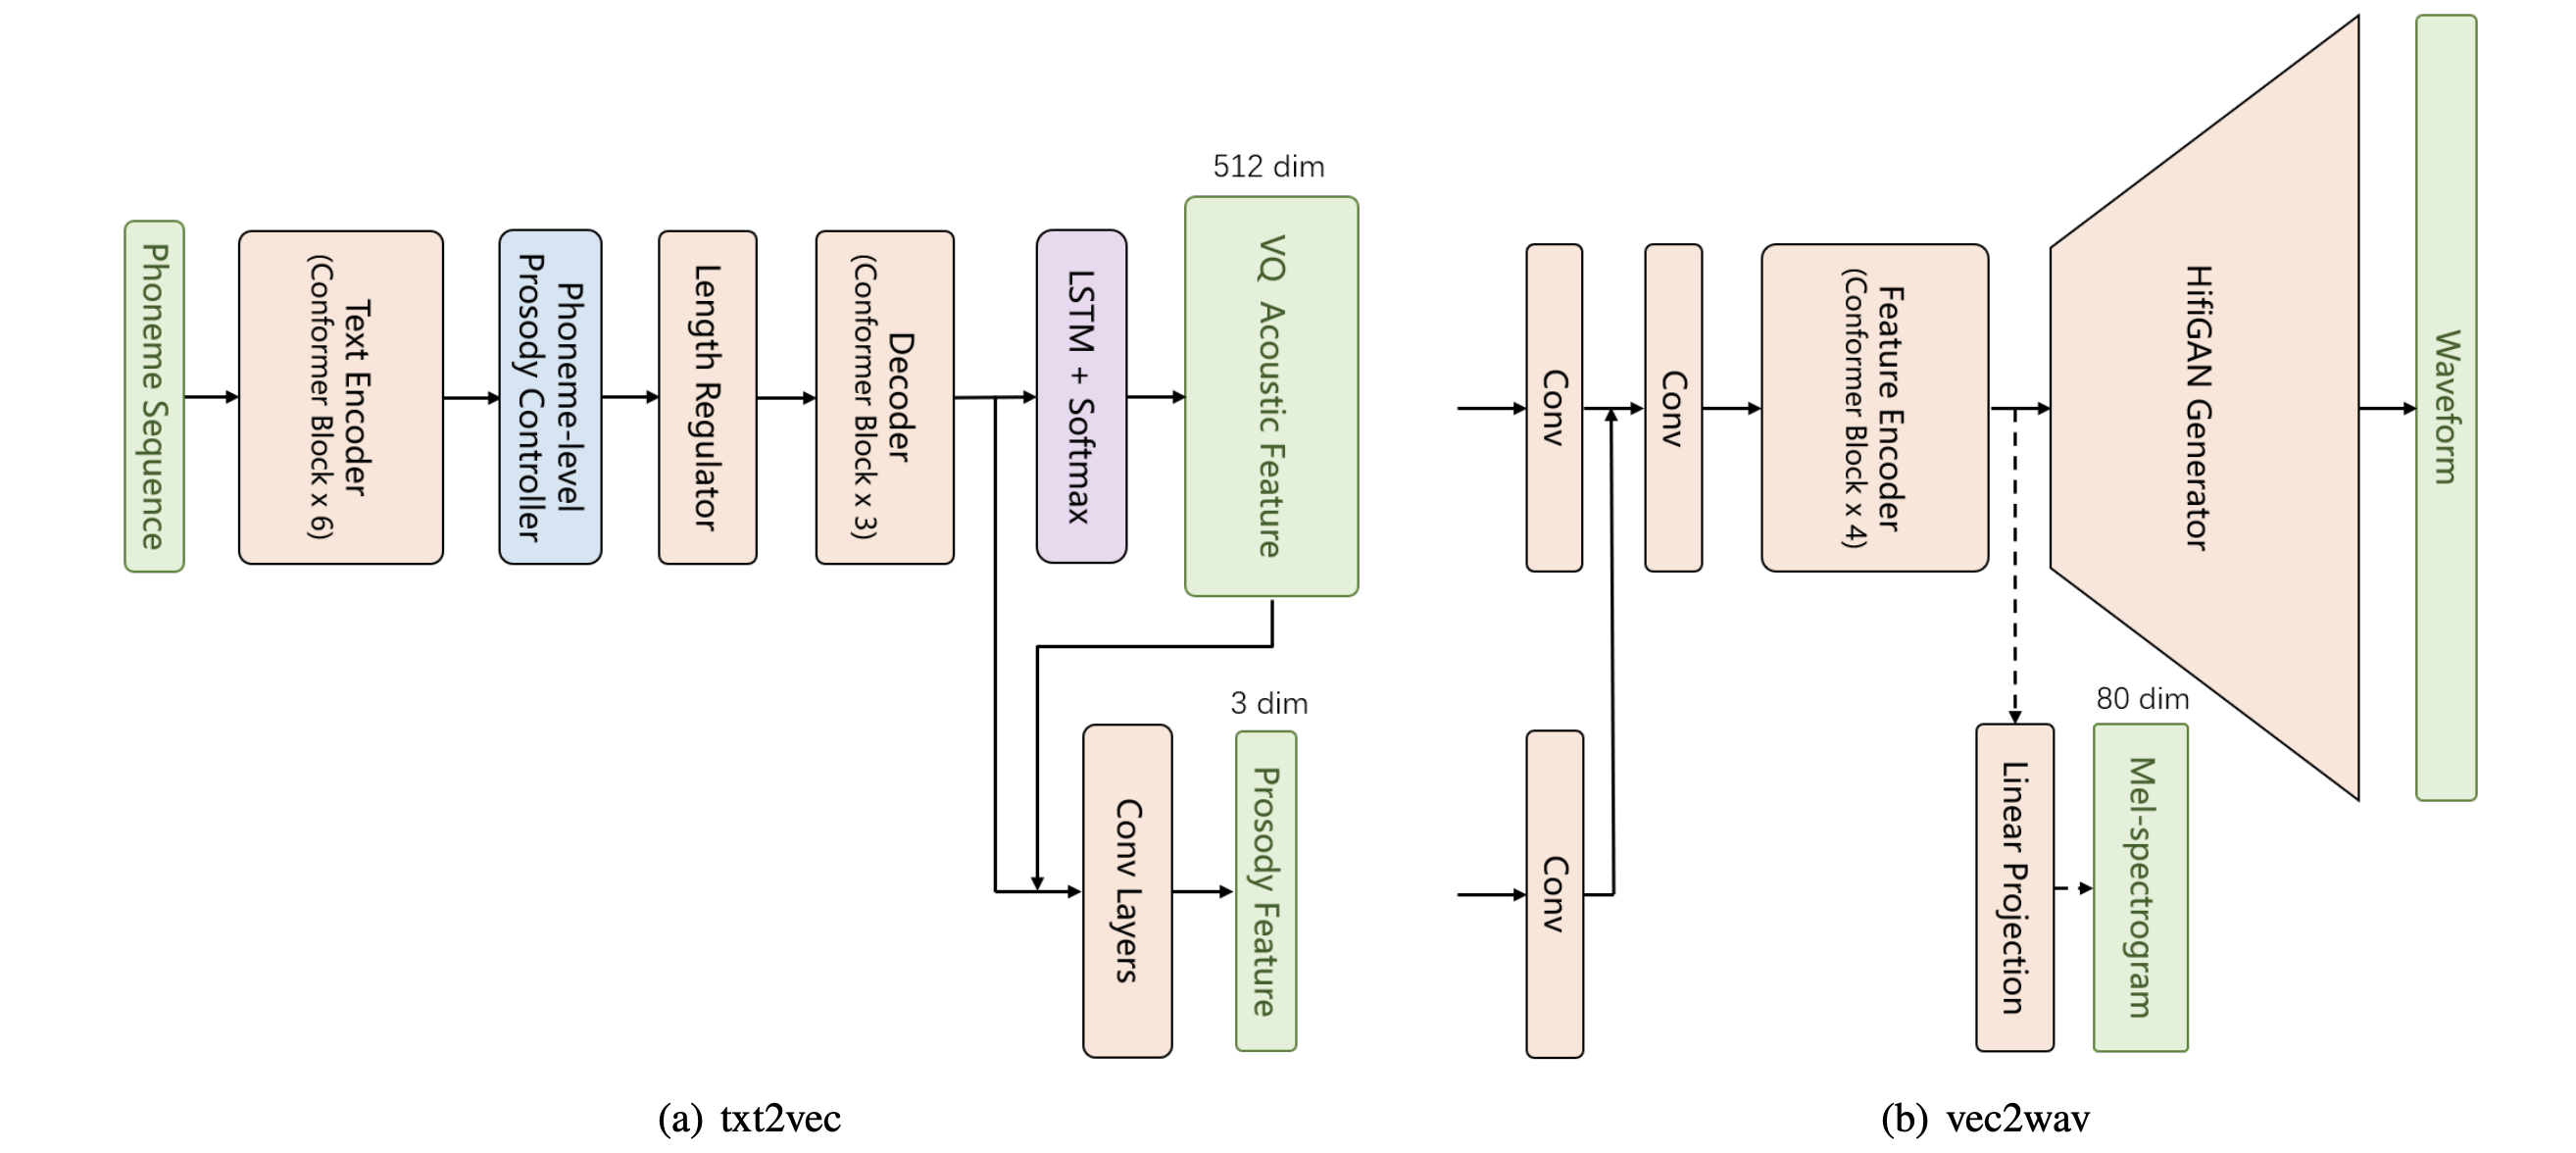 Phoneme Sequence
Text Encoder
(Conformer Block x 6)
Phoneme-level
Prosody Controller
Length Regulator
Decoder
(Conformer Block x 3)
LSTM + Softmax
512 dim
VQ Acoustic Feature
Conv Layers
3 dim
Prosody Feature
(a) txt2vec
Conv
Conv
Conv
Feature Encoder
(Conformer Block x 4)
HifiGAN Generator
Waveform
Linear Projection
80 dim
Mel-spectrogram
(b) vec2wav